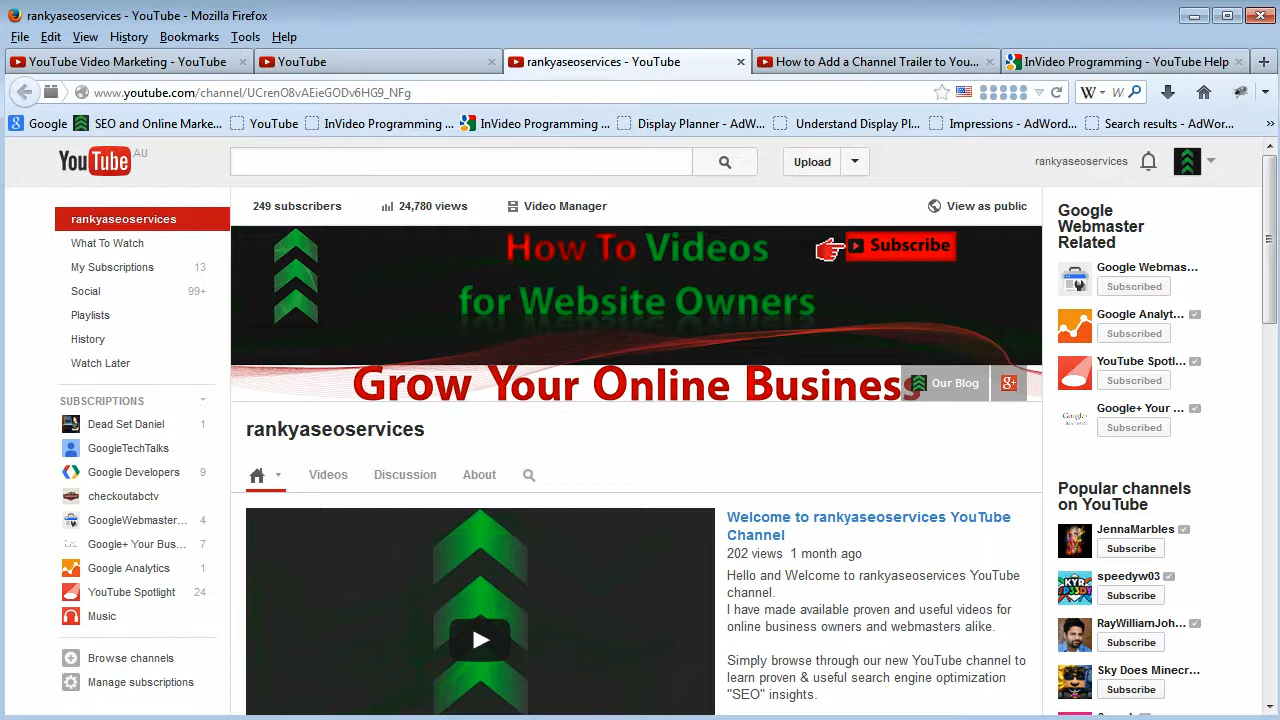 rankyaseoservices - YouTube - Mozilla Firefox
File Edit View History Bookmarks Tools Help
YouTube Video Marketing - YouTube
YouTube
rankyaseoservices - YouTube
How to Add a Channel Trailer to You...
InVideo Programming - YouTube Help
www.youtube.com/channel/UCrenO8vAEieGODv6HG9_NFg
W
W
Google
SEO and Online Marke...
YouTube
InVideo Programming ...
InVideo Programming ...
Display Planner - AdW...
Understand Display Pl...
Impressions - AdWord...
Search results - AdWor...
YouTube AU
Upload
rankyaseoservices
rankyaseoservices
What To Watch
My Subscriptions 13
Social 99+
Playlists
History
Watch Later
SUBSCRIPTIONS
Dead Set Daniel 1
GoogleTechTalks
Google Developers 9
checkoutabctv
GoogleWebmaster... 4
Google+ Your Bus... 7
Google Analytics 1
YouTube Spotlight 24
Music
Browse channels
Manage subscriptions
249 subscribers
24,780 views
Video Manager
View as public
How To Videos
for Website Owners
Subscribe
Grow Your Online Business
Our Blog
g+
rankyaseoservices
Videos
Discussion
About
Welcome to rankyaseoservices YouTube
Channel
202 views 1 month ago
Hello and Welcome to rankyaseoservices YouTube
channel.
I have made available proven and useful videos for
online business owners and webmasters alike.
Simply browse through our new YouTube channel to
learn proven & useful search engine optimization
"SEO" insights.
Google
Webmaster
Related
Google Webmas...
Subscribed
Google Analyt...
Subscribed
YouTube Spotl...
Subscribed
Google+ Your ...
Subscribed
Popular channels
on YouTube
JennaMarbles
Subscribe
speedyw03
Subscribe
RayWilliamJoh...
Subscribe
Sky Does Minecr...
Subscribe